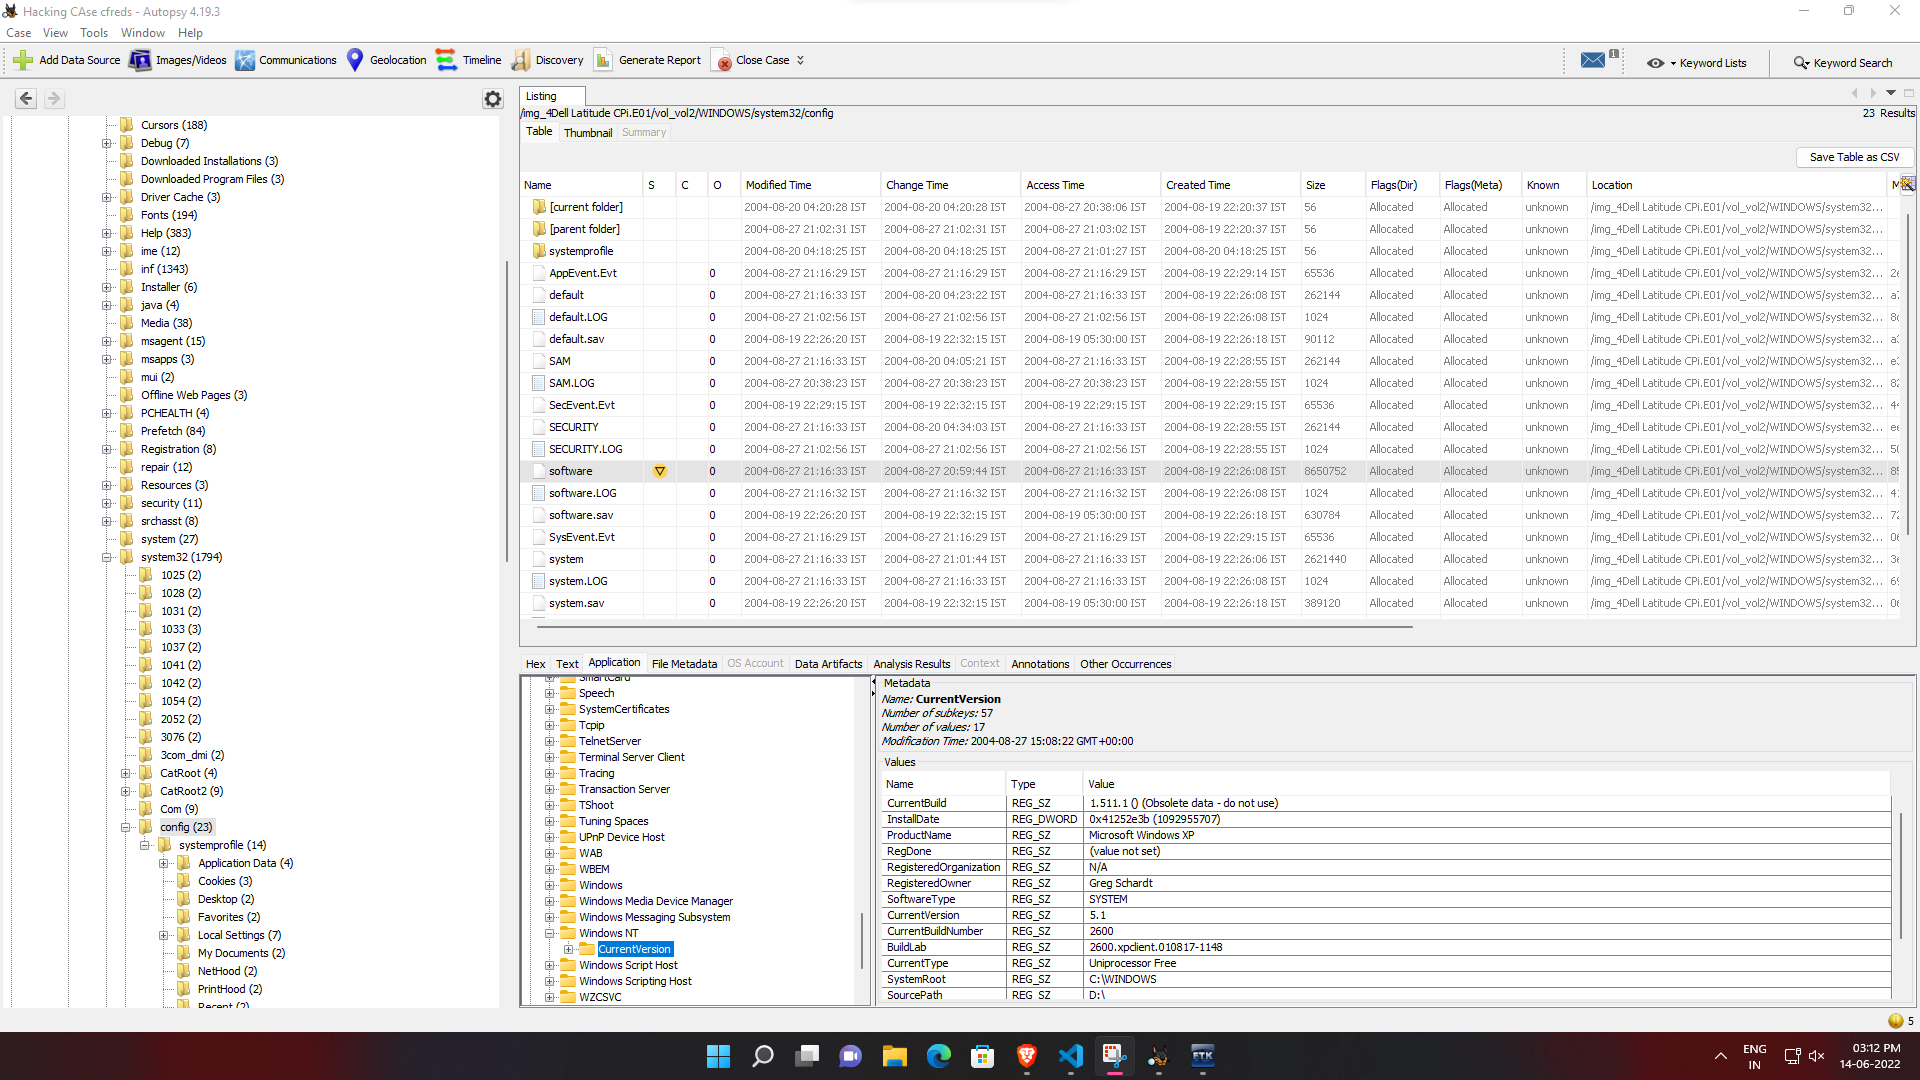 Hacking CAse cfreds - Autopsy 4.19.3
Case View Tools Window Help
Add Data Source Images/Videos Communications Geolocation Timeline Discovery Generate Report Close Case 1 Keyword Lists Keyword Search
Cursors (188)
Debug (7)
Downloaded Installations (3)
Downloaded Program Files (3)
Driver Cache (3)
Fonts (194)
Help (383)
ime (12)
inf (1343)
Installer (6)
java (4)
Media (38)
msagent (15)
msapps (3)
mui (2)
Offline Web Pages (3)
PCHEALTH (4)
Prefetch (84)
Registration (8)
repair (12)
Resources (3)
security (11)
srchasst (8)
system (27)
system32 (1794)
1025 (2)
1028 (2)
1031 (2)
1033 (3)
1037 (2)
1041 (2)
1042 (2)
1054 (2)
2052 (2)
3076 (2)
3com_dmi (2)
CatRoot (4)
CatRoot2 (9)
Com (9)
config (23)
systemprofile (14)
Application Data (4)
Cookies (3)
Desktop (2)
Favorites (2)
Local Settings (7)
My Documents (2)
NetHood (2)
PrintHood (2)
Recent (2)
Listing
/img_4Dell Latitude CPi.E01/vol_vol2/WINDOWS/system32/config 23 Results
Table Thumbnail Summary
Save Table as CSV
Name S C O Modified Time Change Time Access Time Created Time Size Flags(Dir) Flags(Meta) Known Location
[current folder] 2004-08-20 04:20:28 IST 2004-08-20 04:20:28 IST 2004-08-27 20:38:06 IST 2004-08-19 22:20:37 IST 56 Allocated Allocated unknown /img_4Dell Latitude CPi.E01/vol_vol2/WINDOWS/system32...
[parent folder] 2004-08-27 21:02:31 IST 2004-08-27 21:02:31 IST 2004-08-27 21:03:02 IST 2004-08-19 22:20:37 IST 56 Allocated Allocated unknown /img_4Dell Latitude CPi.E01/vol_vol2/WINDOWS/system32...
systemprofile 2004-08-20 04:18:25 IST 2004-08-20 04:18:25 IST 2004-08-27 21:01:27 IST 2004-08-20 04:18:25 IST 56 Allocated Allocated unknown /img_4Dell Latitude CPi.E01/vol_vol2/WINDOWS/system32...
AppEvent.Evt 0 2004-08-27 21:16:29 IST 2004-08-27 21:16:29 IST 2004-08-27 21:16:29 IST 2004-08-19 22:29:14 IST 65536 Allocated Allocated unknown /img_4Dell Latitude CPi.E01/vol_vol2/WINDOWS/system32...
default 0 2004-08-27 21:16:33 IST 2004-08-20 04:23:22 IST 2004-08-27 21:16:33 IST 2004-08-19 22:26:08 IST 262144 Allocated Allocated unknown /img_4Dell Latitude CPi.E01/vol_vol2/WINDOWS/system32...
default.LOG 0 2004-08-27 21:02:56 IST 2004-08-27 21:02:56 IST 2004-08-27 21:02:56 IST 2004-08-19 22:26:08 IST 1024 Allocated Allocated unknown /img_4Dell Latitude CPi.E01/vol_vol2/WINDOWS/system32...
default.sav 0 2004-08-19 22:26:20 IST 2004-08-19 22:32:15 IST 2004-08-19 05:30:00 IST 2004-08-19 22:26:18 IST 90112 Allocated Allocated unknown /img_4Dell Latitude CPi.E01/vol_vol2/WINDOWS/system32...
SAM 0 2004-08-27 21:16:33 IST 2004-08-20 04:05:21 IST 2004-08-27 21:16:33 IST 2004-08-19 22:28:55 IST 262144 Allocated Allocated unknown /img_4Dell Latitude CPi.E01/vol_vol2/WINDOWS/system32...
SAM.LOG 0 2004-08-27 20:38:23 IST 2004-08-27 20:38:23 IST 2004-08-27 20:38:23 IST 2004-08-19 22:28:55 IST 1024 Allocated Allocated unknown /img_4Dell Latitude CPi.E01/vol_vol2/WINDOWS/system32...
SecEvent.Evt 0 2004-08-19 22:29:15 IST 2004-08-19 22:32:15 IST 2004-08-19 22:29:15 IST 2004-08-19 22:29:15 IST 65536 Allocated Allocated unknown /img_4Dell Latitude CPi.E01/vol_vol2/WINDOWS/system32...
SECURITY 0 2004-08-27 21:16:33 IST 2004-08-20 04:34:03 IST 2004-08-27 21:16:33 IST 2004-08-19 22:28:55 IST 262144 Allocated Allocated unknown /img_4Dell Latitude CPi.E01/vol_vol2/WINDOWS/system32...
SECURITY.LOG 0 2004-08-27 21:02:56 IST 2004-08-27 21:02:56 IST 2004-08-27 21:02:56 IST 2004-08-19 22:28:55 IST 1024 Allocated Allocated unknown /img_4Dell Latitude CPi.E01/vol_vol2/WINDOWS/system32...
software 0 2004-08-27 21:16:33 IST 2004-08-27 20:59:44 IST 2004-08-27 21:16:33 IST 2004-08-19 22:26:08 IST 8650752 Allocated Allocated unknown /img_4Dell Latitude CPi.E01/vol_vol2/WINDOWS/system32...
software.LOG 0 2004-08-27 21:16:32 IST 2004-08-27 21:16:32 IST 2004-08-27 21:16:32 IST 2004-08-19 22:26:08 IST 1024 Allocated Allocated unknown /img_4Dell Latitude CPi.E01/vol_vol2/WINDOWS/system32...
software.sav 0 2004-08-19 22:26:20 IST 2004-08-19 22:32:15 IST 2004-08-19 05:30:00 IST 2004-08-19 22:26:18 IST 630784 Allocated Allocated unknown /img_4Dell Latitude CPi.E01/vol_vol2/WINDOWS/system32...
SysEvent.Evt 0 2004-08-27 21:16:29 IST 2004-08-27 21:16:29 IST 2004-08-27 21:16:29 IST 2004-08-19 22:29:15 IST 65536 Allocated Allocated unknown /img_4Dell Latitude CPi.E01/vol_vol2/WINDOWS/system32...
system 0 2004-08-27 21:16:33 IST 2004-08-27 21:01:44 IST 2004-08-27 21:16:33 IST 2004-08-19 22:26:06 IST 2621440 Allocated Allocated unknown /img_4Dell Latitude CPi.E01/vol_vol2/WINDOWS/system32...
system.LOG 0 2004-08-27 21:16:33 IST 2004-08-27 21:16:33 IST 2004-08-27 21:16:33 IST 2004-08-19 22:26:08 IST 1024 Allocated Allocated unknown /img_4Dell Latitude CPi.E01/vol_vol2/WINDOWS/system32...
system.sav 0 2004-08-19 22:26:20 IST 2004-08-19 22:32:15 IST 2004-08-19 05:30:00 IST 2004-08-19 22:26:18 IST 389120 Allocated Allocated unknown /img_4Dell Latitude CPi.E01/vol_vol2/WINDOWS/system32...
Hex Text Application File Metadata OS Account Data Artifacts Analysis Results Context Annotations Other Occurrences
SmartCard
Speech
SystemCertificates
Tcpip
TelnetServer
Terminal Server Client
Tracing
Transaction Server
TShoot
Tuning Spaces
UPnP Device Host
WAB
WBEM
Windows
Windows Media Device Manager
Windows Messaging Subsystem
Windows NT
CurrentVersion
Windows Script Host
Windows Scripting Host
WZCSVC
Metadata
Name: CurrentVersion
Number of subkeys: 57
Number of values: 17
Modification Time: 2004-08-27 15:08:22 GMT+00:00
Values
Name Type Value
CurrentBuild REG_SZ 1.511.1 () (Obsolete data - do not use)
InstallDate REG_DWORD 0x41252e3b (1092955707)
ProductName REG_SZ Microsoft Windows XP
RegDone REG_SZ (value not set)
RegisteredOrganization REG_SZ N/A
RegisteredOwner REG_SZ Greg Schardt
SoftwareType REG_SZ SYSTEM
CurrentVersion REG_SZ 5.1
CurrentBuildNumber REG_SZ 2600
BuildLab REG_SZ 2600.xpclient.010817-1148
CurrentType REG_SZ Uniprocessor Free
SystemRoot REG_SZ C:\WINDOWS
SourcePath REG_SZ D:\
5
FTK
ENG
IN
03:12 PM
14-06-2022